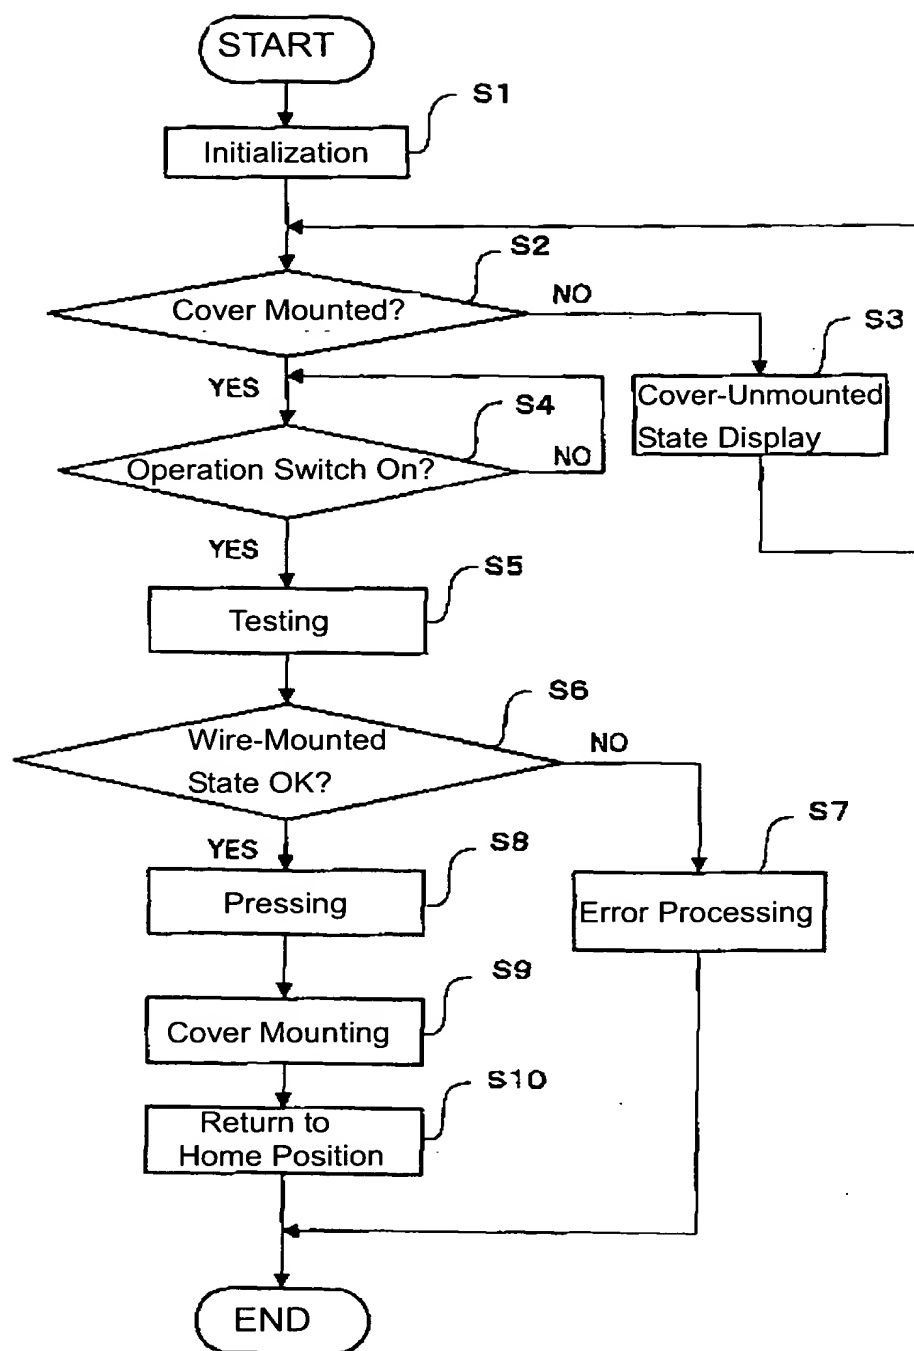 START
S1
Initialization
S2
Cover Mounted?
NO
S3
Cover-Unmounted
State Display
YES
S4
Operation Switch On?
NO
YES
S5
Testing
S6
Wire-Mounted
State OK?
NO
S7
Error Processing
YES
S8
Pressing
S9
Cover Mounting
S10
Return to
Home Position
END